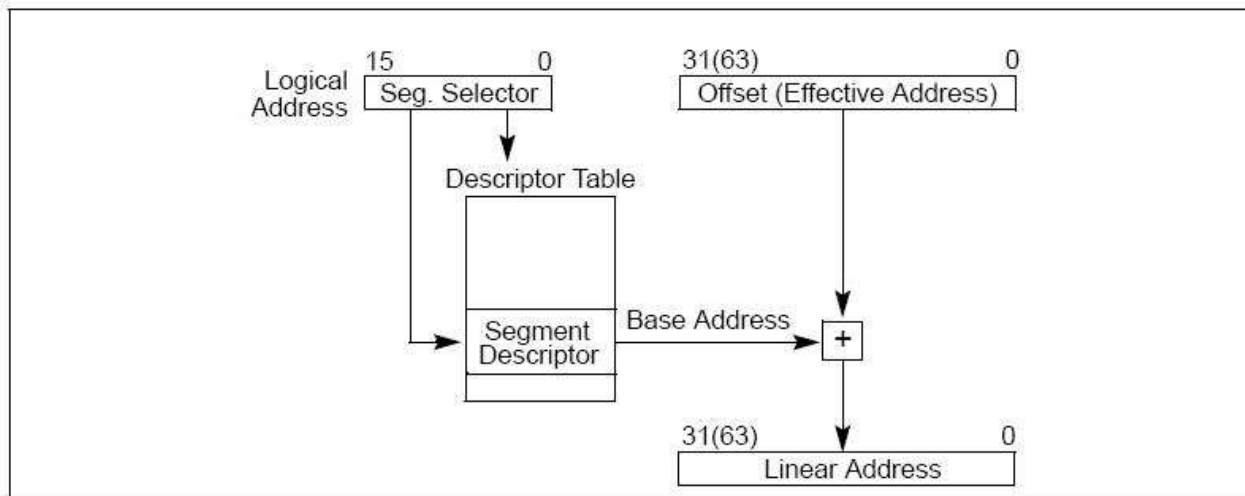 15 0
31(63) 0
Logical
Address
Seg. Selector
Offset (Effective Address)
Descriptor Table
Segment
Descriptor
Base Address
+
31(63) 0
Linear Address